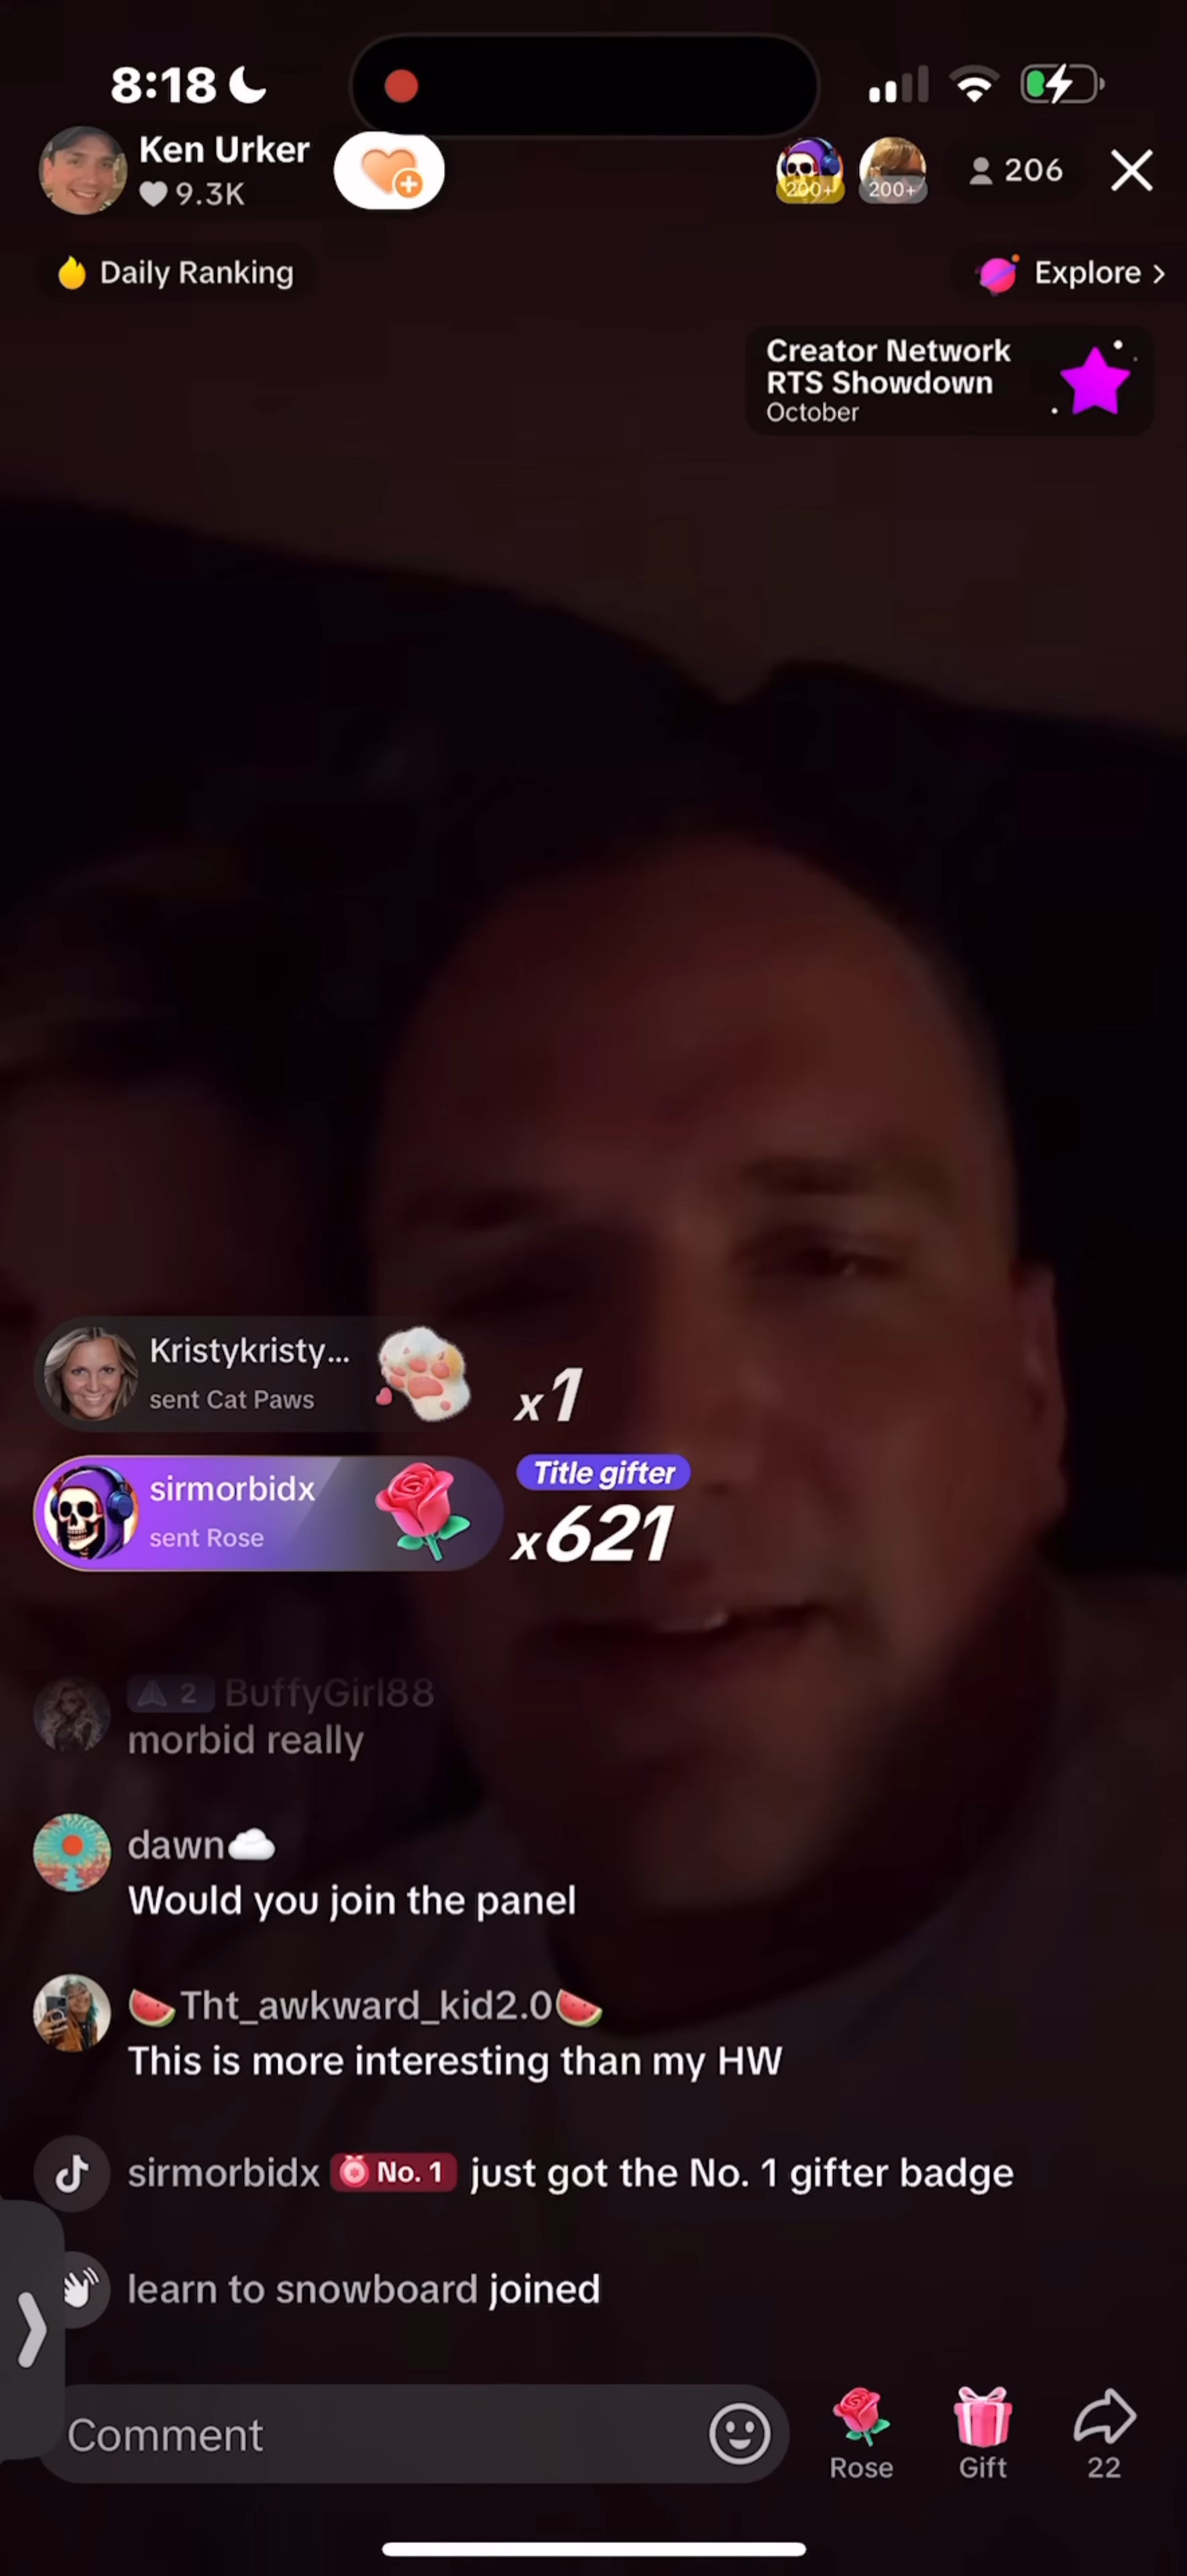 8:18
Ken Urker
9.3K
200+
200+
206
Daily Ranking
Explore >
Creator Network
RTS Showdown
October
Kristykristy...
sent Cat Paws
x1
sirmorbidx
sent Rose
Title gifter
x621
2 BuffyGirl88
morbid really
dawn☁️
Would you join the panel
🍉Tht_awkward_kid2.0🍉
This is more interesting than my HW
sirmorbidx No. 1 just got the No. 1 gifter badge
learn to snowboard joined
Comment
Rose
Gift
22